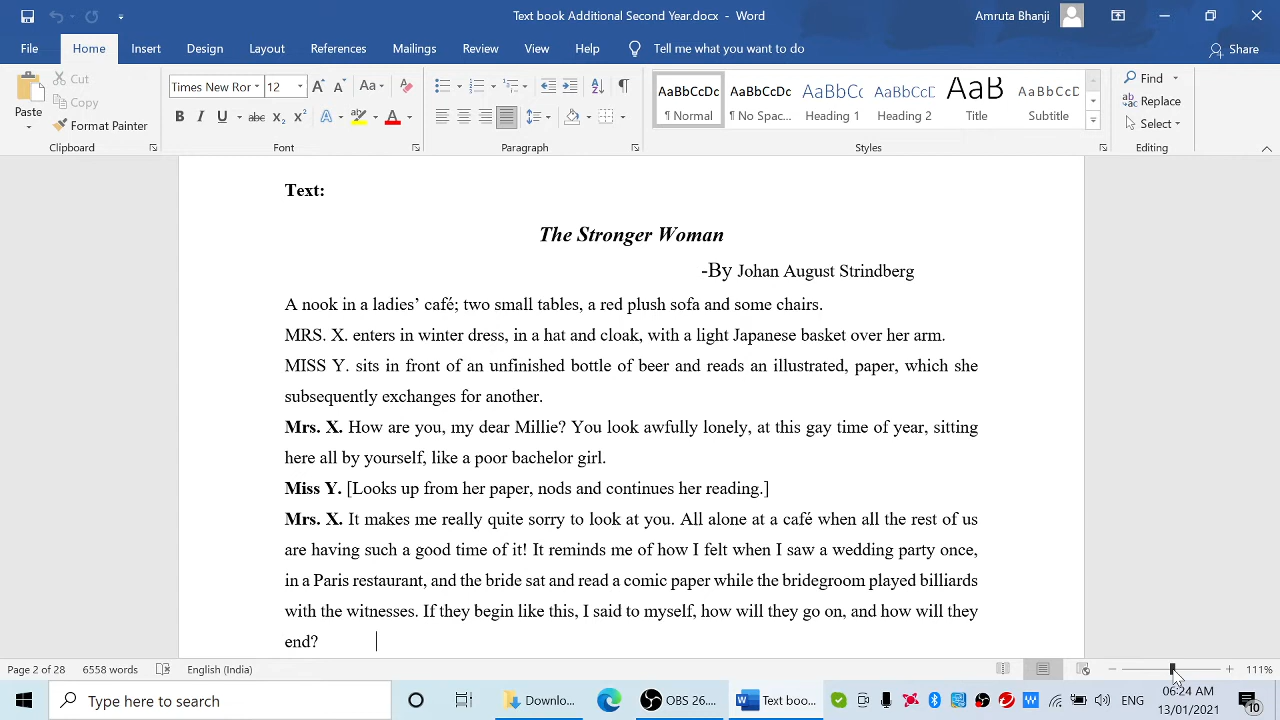 Text book Additional Second Year.docx - Word
Amruta Bhanji
File Home Insert Design Layout References Mailings Review View Help Tell me what you want to do Share
Paste
Cut
Copy
Format Painter
Clipboard
Times New Ror 12
Aa
B I U abc x2 x2 A A
Font
Paragraph
AaBbCcDc AaBbCcDc AaBbCc AaBbCcC AaB AaBbCcD
¶ Normal ¶ No Spac... Heading 1 Heading 2 Title Subtitle
Styles
Find
Replace
Select
Editing
Text:
The Stronger Woman
-By Johan August Strindberg
A nook in a ladies’ café; two small tables, a red plush sofa and some chairs.
MRS. X. enters in winter dress, in a hat and cloak, with a light Japanese basket over her arm.
MISS Y. sits in front of an unfinished bottle of beer and reads an illustrated, paper, which she
subsequently exchanges for another.
Mrs. X. How are you, my dear Millie? You look awfully lonely, at this gay time of year, sitting
here all by yourself, like a poor bachelor girl.
Miss Y. [Looks up from her paper, nods and continues her reading.]
Mrs. X. It makes me really quite sorry to look at you. All alone at a café when all the rest of us
are having such a good time of it! It reminds me of how I felt when I saw a wedding party once,
in a Paris restaurant, and the bride sat and read a comic paper while the bridegroom played billiards
with the witnesses. If they begin like this, I said to myself, how will they go on, and how will they
end?
Page 2 of 28 6558 words English (India) 111%
Type here to search
Downlo...
OBS 26....
Text boo...
ENG
06:24 AM
13/01/2021
10